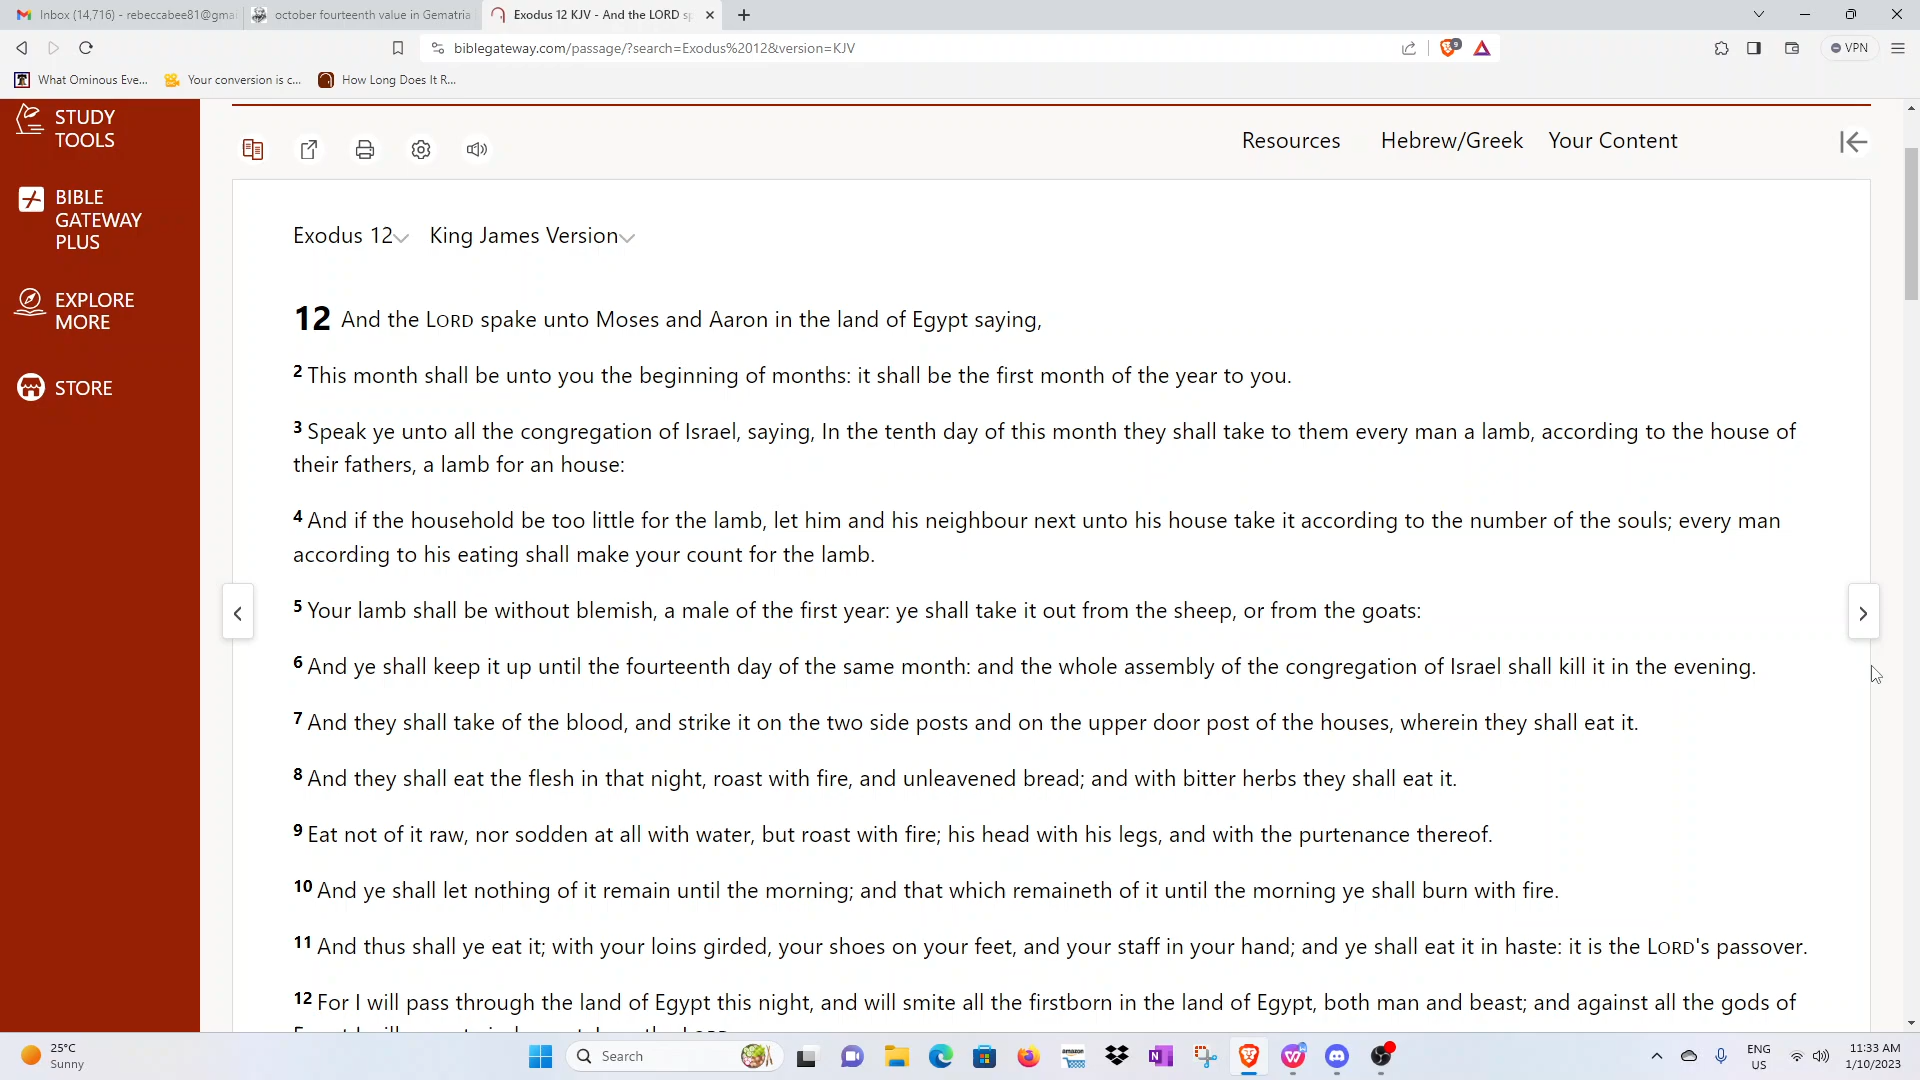 Inbox (14,716) - rebeccabee81@gmai
october fourteenth value in Gematria
Exodus 12 KJV - And the LORD sp
biblegateway.com/passage/?search=Exodus%2012&version=KJV
9
VPN
What Ominous Eve...
Your conversion is c...
How Long Does It R...
STUDY
TOOLS
BIBLE
GATEWAY
PLUS
EXPLORE
MORE
STORE
Resources
Hebrew/Greek
Your Content
Exodus 12
King James Version
12 And the LORD spake unto Moses and Aaron in the land of Egypt saying,
2 This month shall be unto you the beginning of months: it shall be the first month of the year to you.
3 Speak ye unto all the congregation of Israel, saying, In the tenth day of this month they shall take to them every man a lamb, according to the house of
their fathers, a lamb for an house:
4 And if the household be too little for the lamb, let him and his neighbour next unto his house take it according to the number of the souls; every man
according to his eating shall make your count for the lamb.
5 Your lamb shall be without blemish, a male of the first year: ye shall take it out from the sheep, or from the goats:
6 And ye shall keep it up until the fourteenth day of the same month: and the whole assembly of the congregation of Israel shall kill it in the evening.
7 And they shall take of the blood, and strike it on the two side posts and on the upper door post of the houses, wherein they shall eat it.
8 And they shall eat the flesh in that night, roast with fire, and unleavened bread; and with bitter herbs they shall eat it.
9 Eat not of it raw, nor sodden at all with water, but roast with fire; his head with his legs, and with the purtenance thereof.
10 And ye shall let nothing of it remain until the morning; and that which remaineth of it until the morning ye shall burn with fire.
11 And thus shall ye eat it; with your loins girded, your shoes on your feet, and your staff in your hand; and ye shall eat it in haste: it is the LORD's passover.
12 For I will pass through the land of Egypt this night, and will smite all the firstborn in the land of Egypt, both man and beast; and against all the gods of
25°C
Sunny
Search
amazon
ENG
US
11:33 AM
1/10/2023